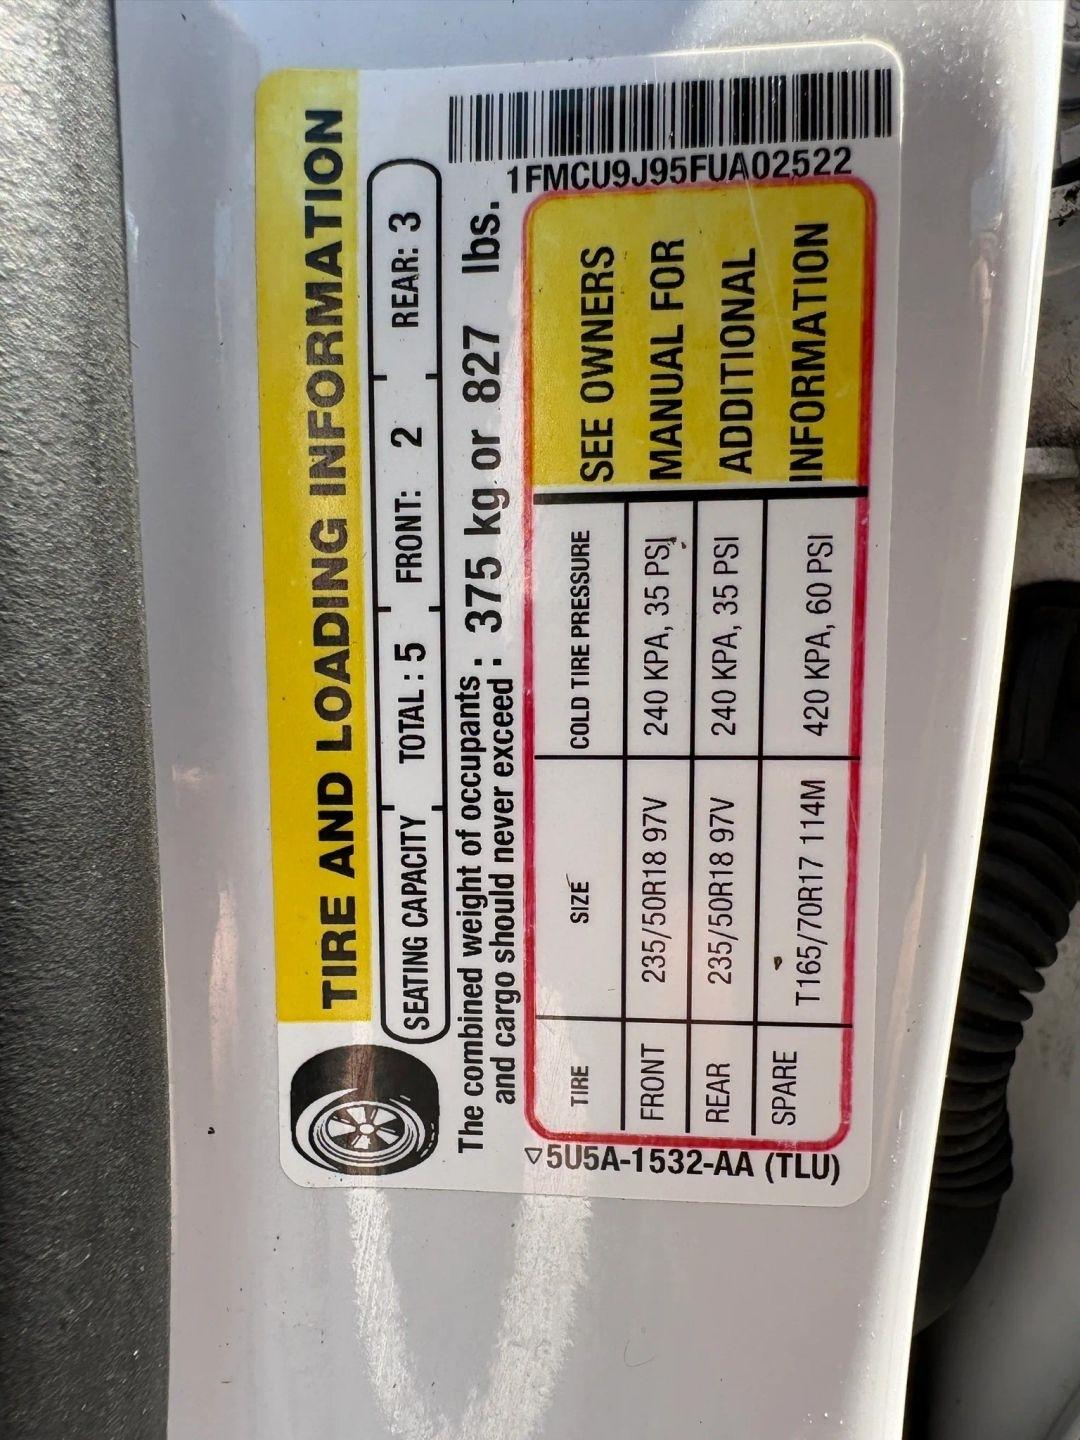 TIRE AND LOADING INFORMATION
SEATING CAPACITY TOTAL : 5 FRONT: 2 REAR: 3
The combined weight of occupants and cargo should never exceed : 375 kg or 827 lbs.
1FMCU9J95FUA02522
TIRE SIZE COLD TIRE PRESSURE
FRONT 235/50R18 97V 240 KPA, 35 PSI
REAR 235/50R18 97V 240 KPA, 35 PSI
SPARE T165/70R17 114M 420 KPA, 60 PSI
SEE OWNERS
MANUAL FOR
ADDITIONAL
INFORMATION
5U5A-1532-AA (TLU)